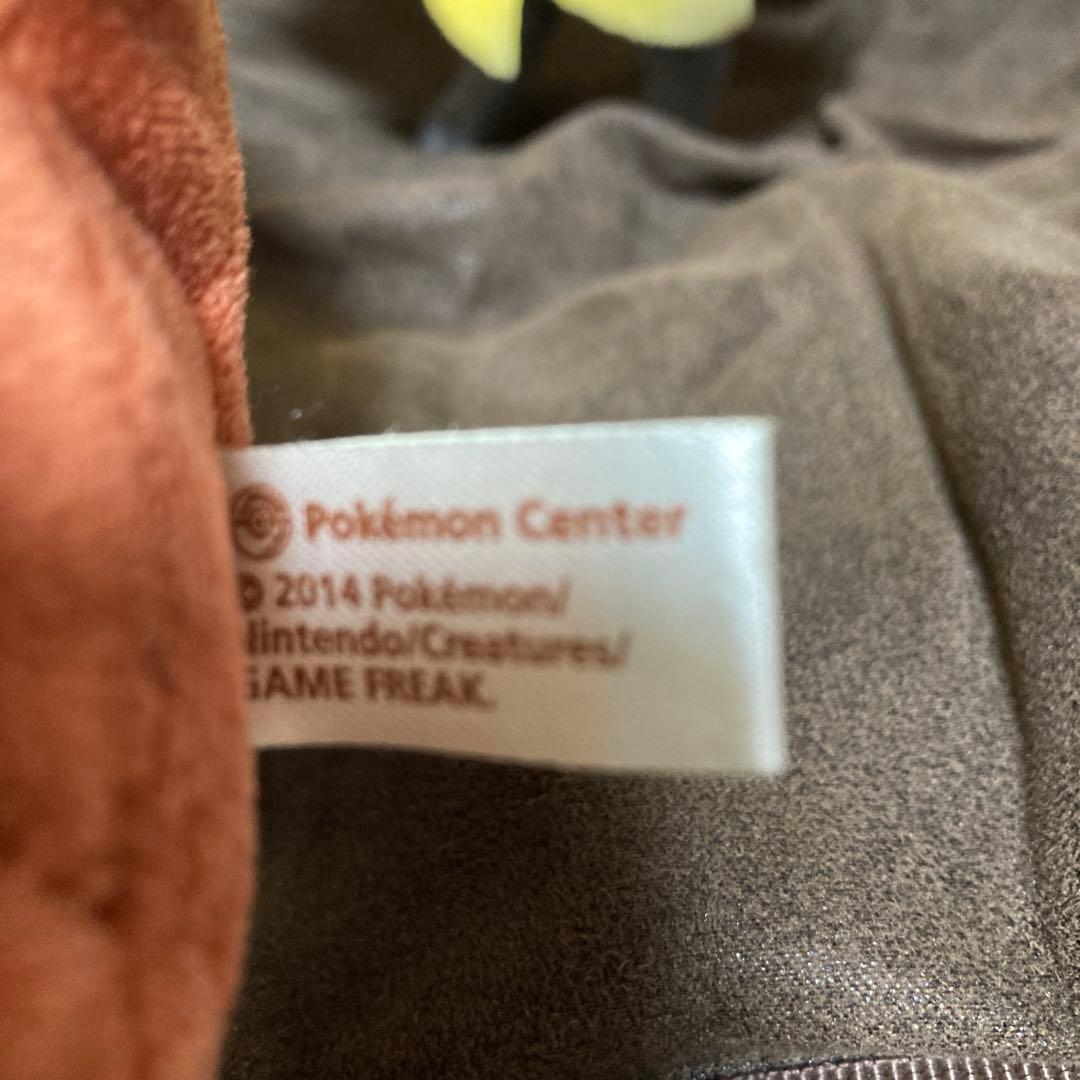 Pokémon Center
© 2014 Pokémon/
Nintendo/Creatures/
GAME FREAK.